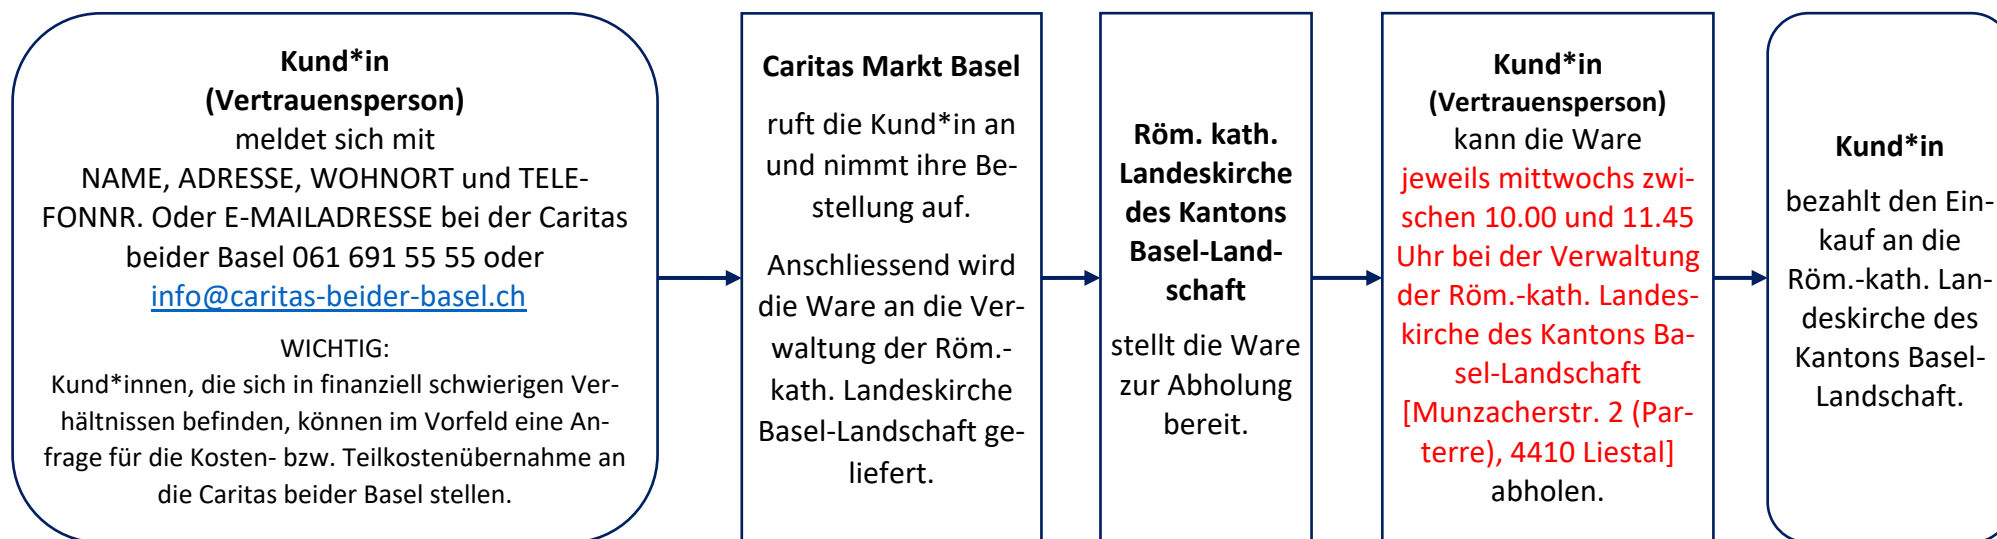 Kund*in
(Vertrauensperson)
meldet sich mit
NAME, ADRESSE, WOHNORT und TELE-
FONNR. Oder E-MAILADRESSE bei der Caritas
beider Basel 061 691 55 55 oder
info@caritas-beider-basel.ch
WICHTIG:
Kund*innen, die sich in finanziell schwierigen Ver-
hältnissen befinden, können im Vorfeld eine An-
frage für die Kosten- bzw. Teilkostenübernahme an
die Caritas beider Basel stellen.
Caritas Markt Basel
ruft die Kund*in an
und nimmt ihre Be-
stellung auf.
Anschliessend wird
die Ware an die Ver-
waltung der Röm.-
kath. Landeskirche
Basel-Landschaft ge-
liefert.
Röm. kath.
Landeskirche
des Kantons
Basel-Land-
schaft
stellt die Ware
zur Abholung
bereit.
Kund*in
(Vertrauensperson)
kann die Ware
jeweils mittwochs zwi-
schen 10.00 und 11.45
Uhr bei der Verwaltung
der Röm.-kath. Landes-
kirche des Kantons Ba-
sel-Landschaft
[Munzacherstr. 2 (Par-
terre), 4410 Liestal]
abholen.
Kund*in
bezahlt den Ein-
kauf an die
Röm.-kath. Lan-
deskirche des
Kantons Basel-
Landschaft.